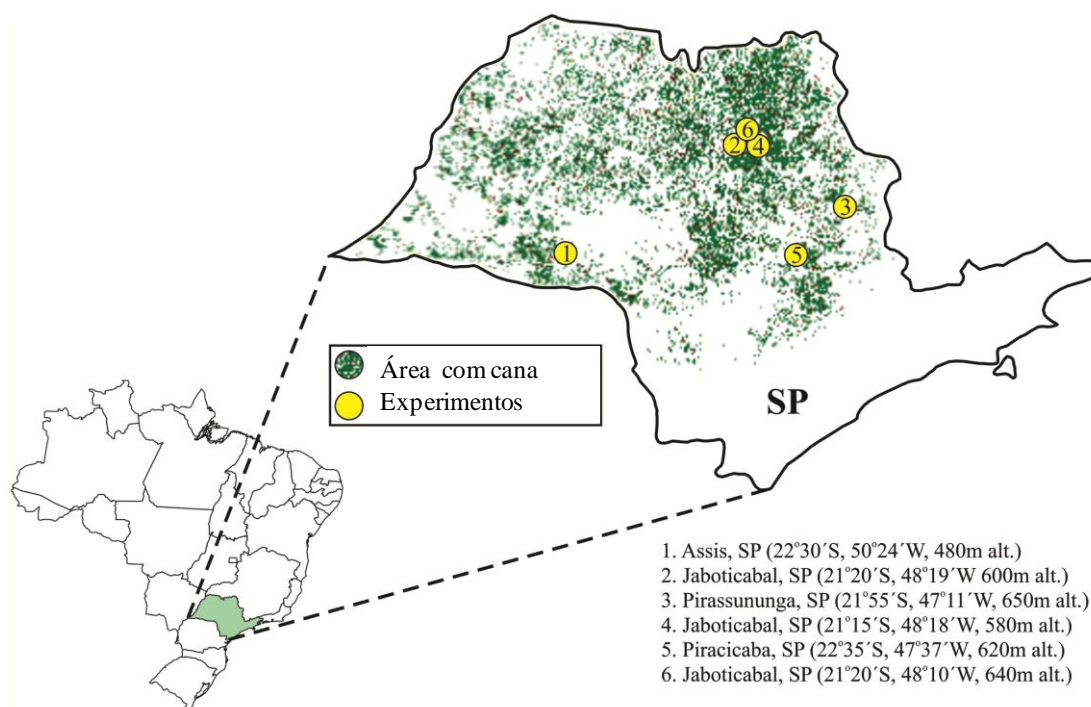 6
2 4
3
1
5
Área com cana
Experimentos
SP
1. Assis, SP (22°30´S, 50°24´W, 480m alt.)
2. Jaboticabal, SP (21°20´S, 48°19´W 600m alt.)
3. Pirassununga, SP (21°55´S, 47°11´W, 650m alt.)
4. Jaboticabal, SP (21°15´S, 48°18´W, 580m alt.)
5. Piracicaba, SP (22°35´S, 47°37´W, 620m alt.)
6. Jaboticabal, SP (21°20´S, 48°10´W, 640m alt.)